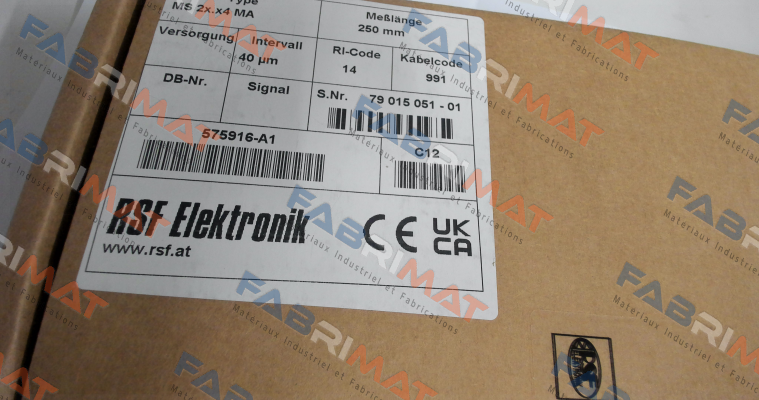 Type
MS 2x.x4 MA
Meßlänge
250 mm
Versorgung
Intervall
40 µm
RI-Code
14
Kabelcode
991
DB-Nr.
Signal
S.Nr. 79 015 051 - 01
575916-A1
C12
RSF Elektronik
www.rsf.at
CE UK
CA
FABRIMAT
Matériaux Industriel et Fabrications